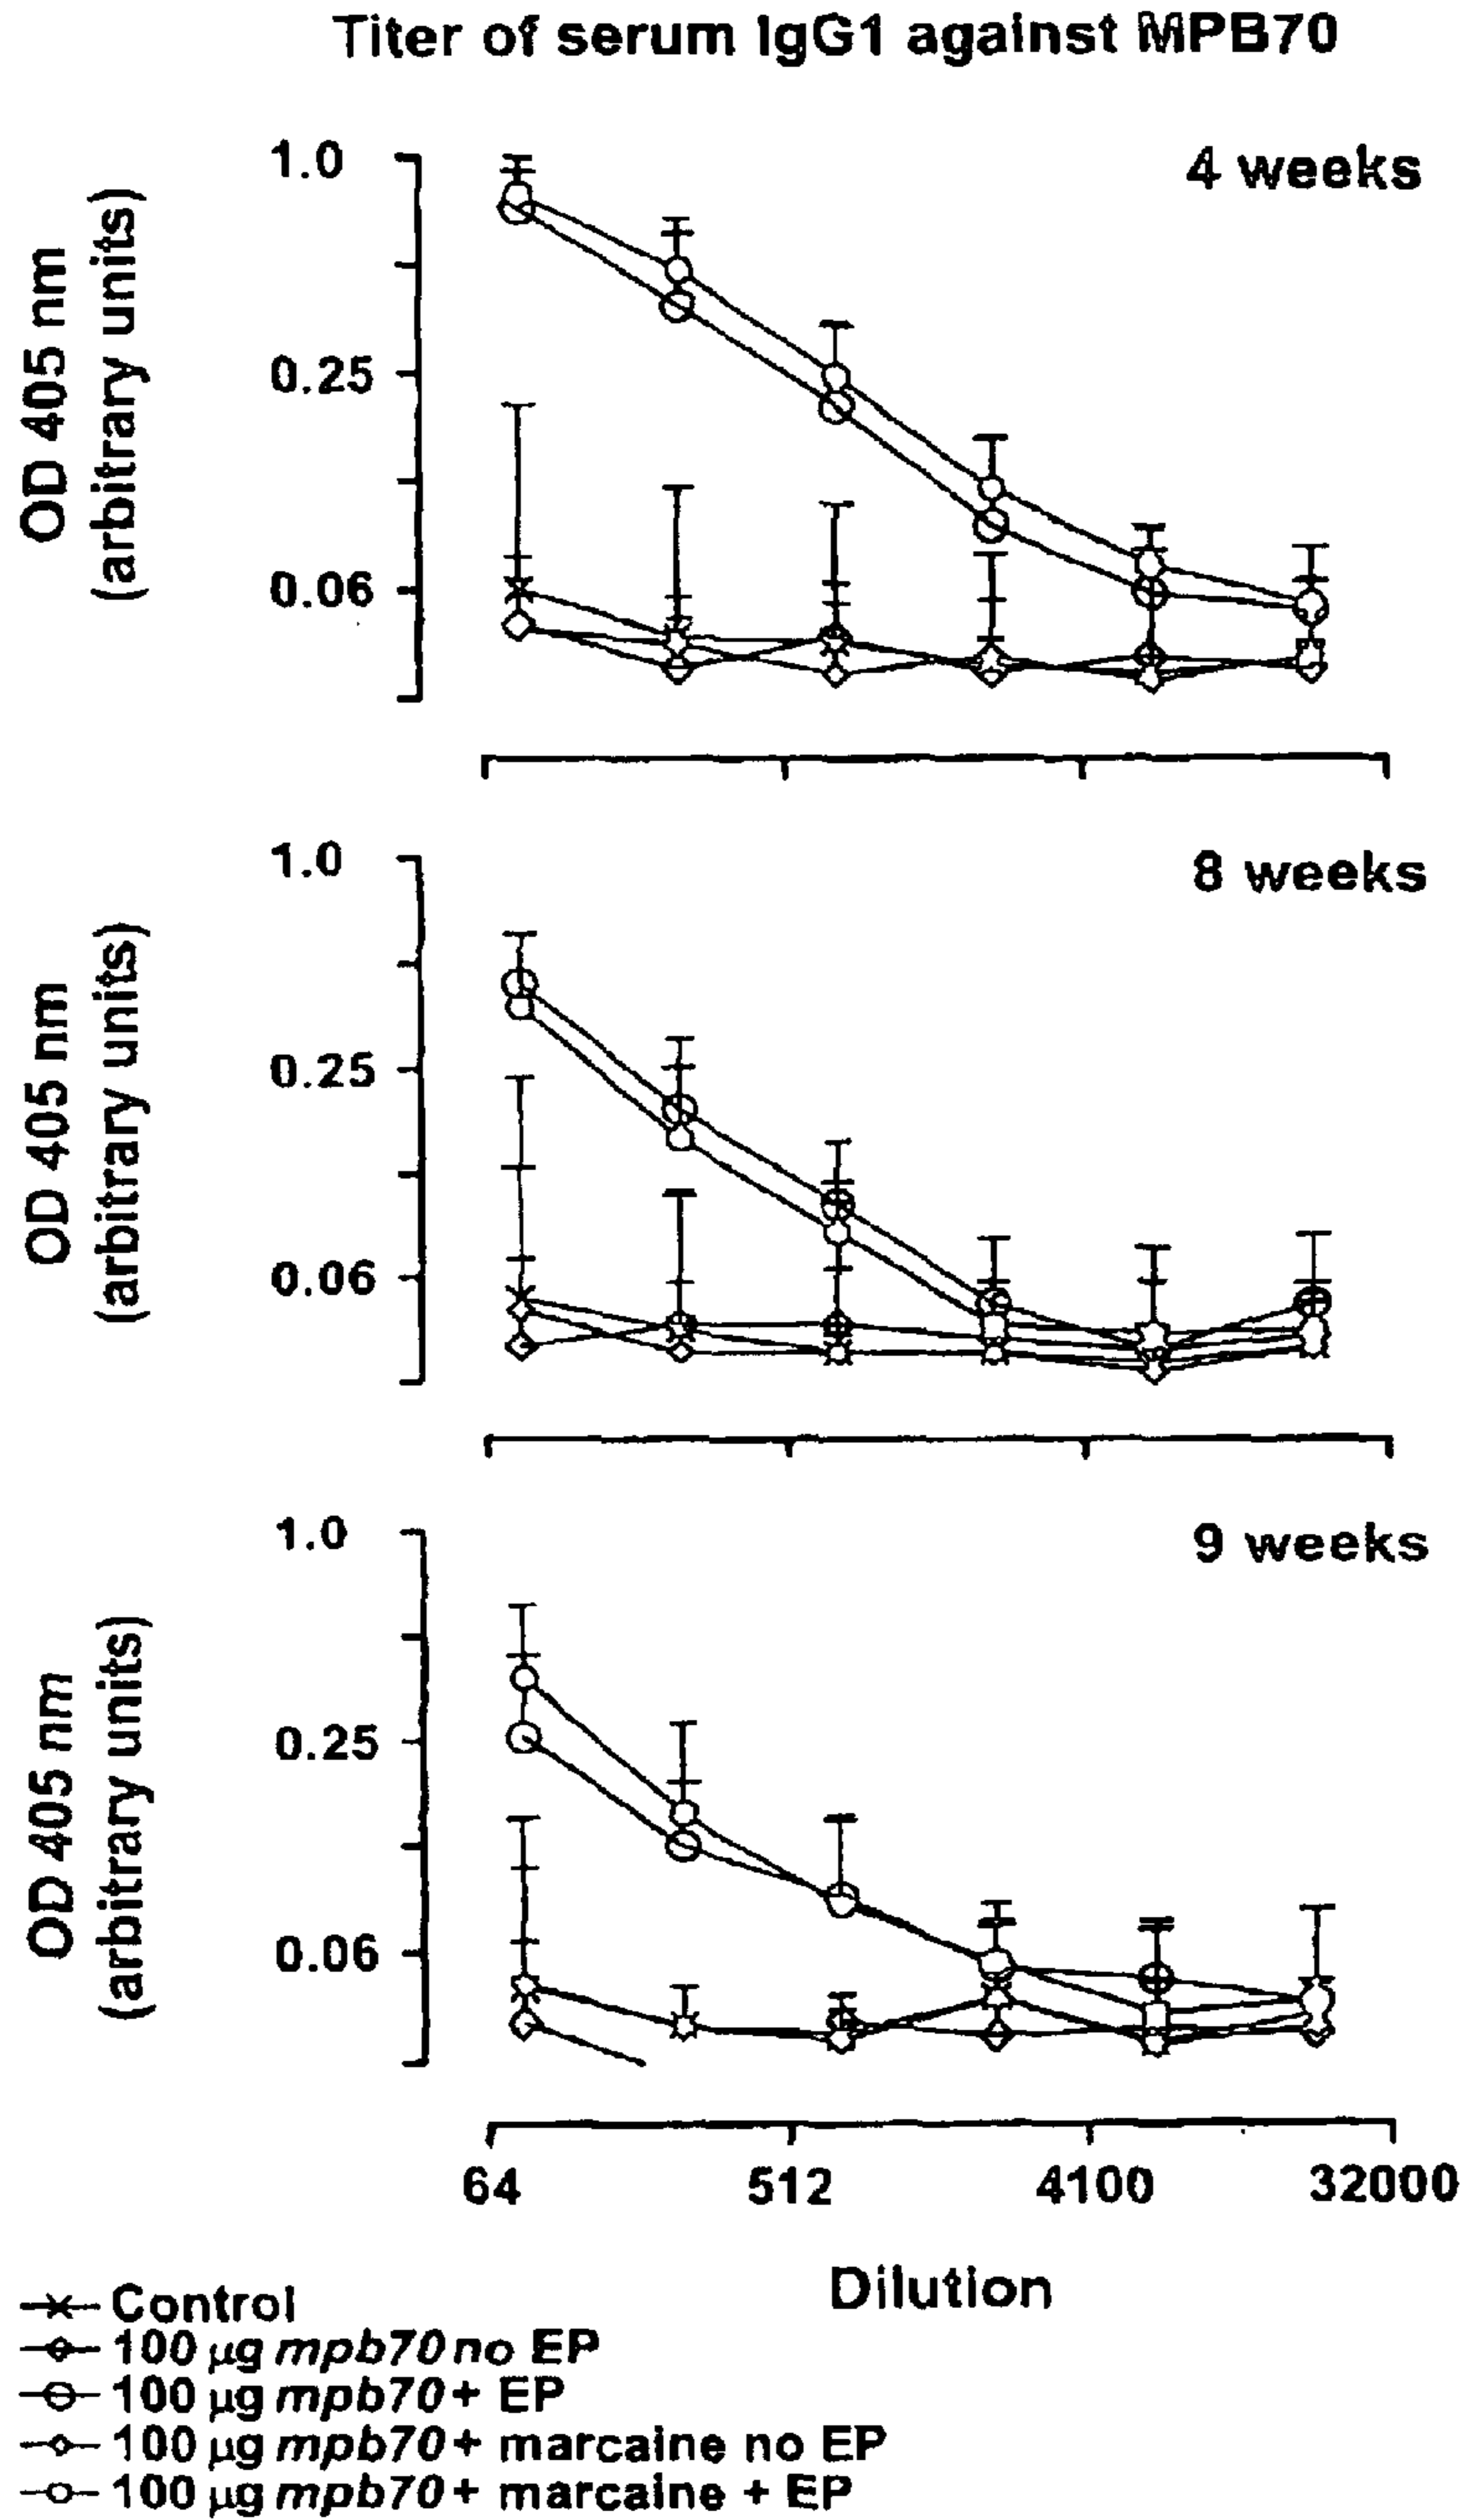 Titer of serum IgG1 against MPB70
4 weeks
OD 405 nm
(arbitrary units)
1.0
0.25
0.06
8 weeks
OD 405 nm
(arbitrary units)
1.0
0.25
0.06
9 weeks
OD 405 nm
(arbitrary units)
1.0
0.25
0.06
64 512 4100 32000
Dilution
Control
100 µg mpb70 no EP
100 µg mpb70 + EP
100 µg mpb70 + marcaine no EP
100 µg mpb70 + marcaine + EP